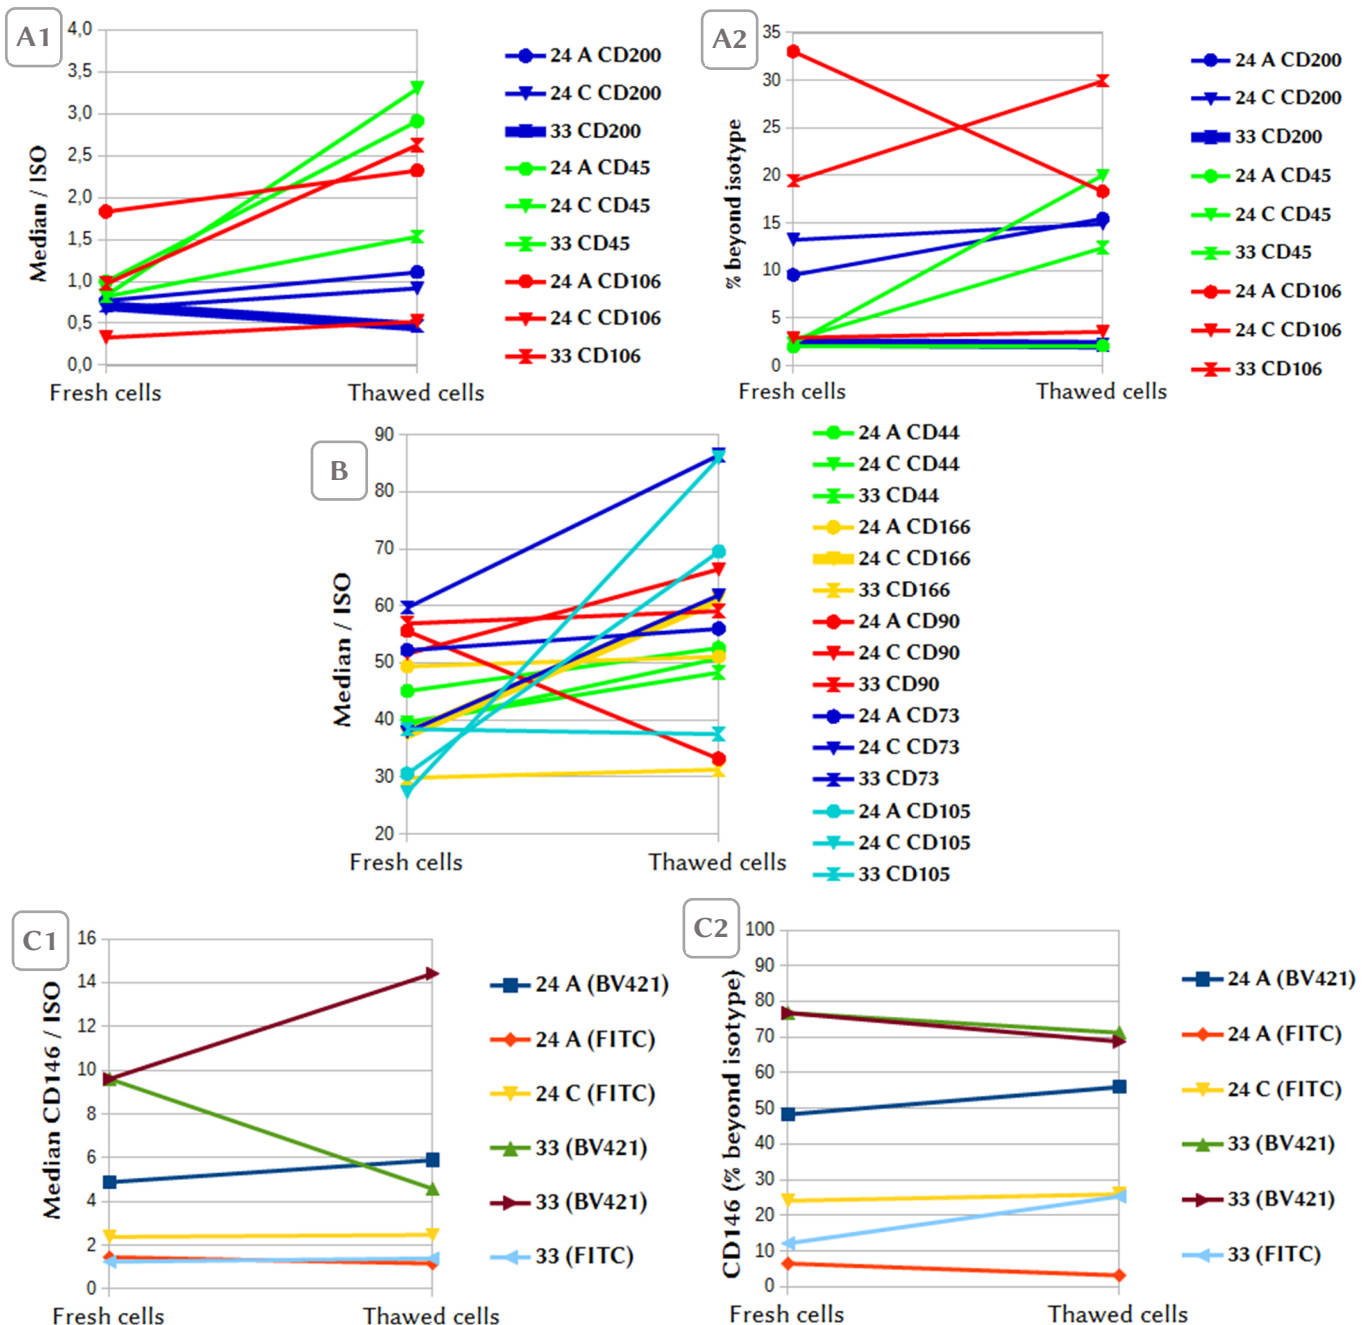 A1
4,0
3,5
3,0
2,5
2,0
1,5
1,0
0,5
0,0
Median / ISO
Fresh cells
Thawed cells
24 A CD200
24 C CD200
33 CD200
24 A CD45
24 C CD45
33 CD45
24 A CD106
24 C CD106
33 CD106
A2
35
30
25
20
15
10
5
0
% beyond isotype
Fresh cells
Thawed cells
24 A CD200
24 C CD200
33 CD200
24 A CD45
24 C CD45
33 CD45
24 A CD106
24 C CD106
33 CD106
B
90
80
70
60
50
40
30
20
Median / ISO
Fresh cells
Thawed cells
24 A CD44
24 C CD44
33 CD44
24 A CD166
24 C CD166
33 CD166
24 A CD90
24 C CD90
33 CD90
24 A CD73
24 C CD73
33 CD73
24 A CD105
24 C CD105
33 CD105
C1
16
14
12
10
8
6
4
2
0
Median CD146 / ISO
Fresh cells
Thawed cells
24 A (BV421)
24 A (FITC)
24 C (FITC)
33 (BV421)
33 (BV421)
33 (FITC)
C2
100
90
80
70
60
50
40
30
20
10
0
CD146 (% beyond isotype)
Fresh cells
Thawed cells
24 A (BV421)
24 A (FITC)
24 C (FITC)
33 (BV421)
33 (BV421)
33 (FITC)